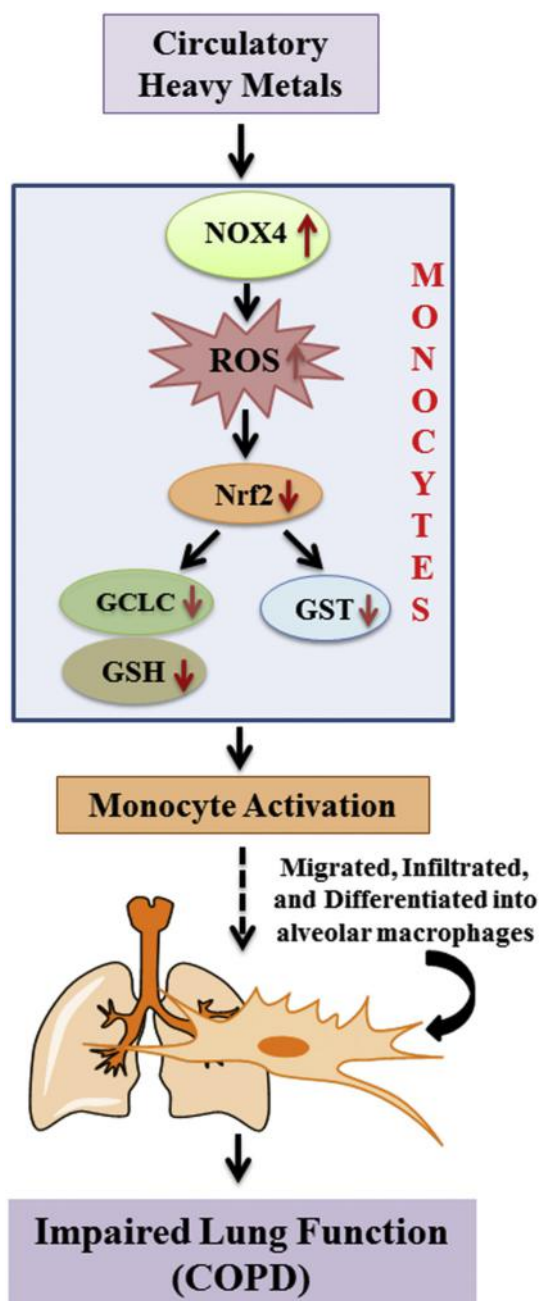 Circulatory
Heavy Metals
NOX4
ROS
Nrf2
GCLC
GST
GSH
MONOCYTES
Monocyte Activation
Migrated, Infiltrated,
and Differentiated into
alveolar macrophages
Impaired Lung Function
(COPD)